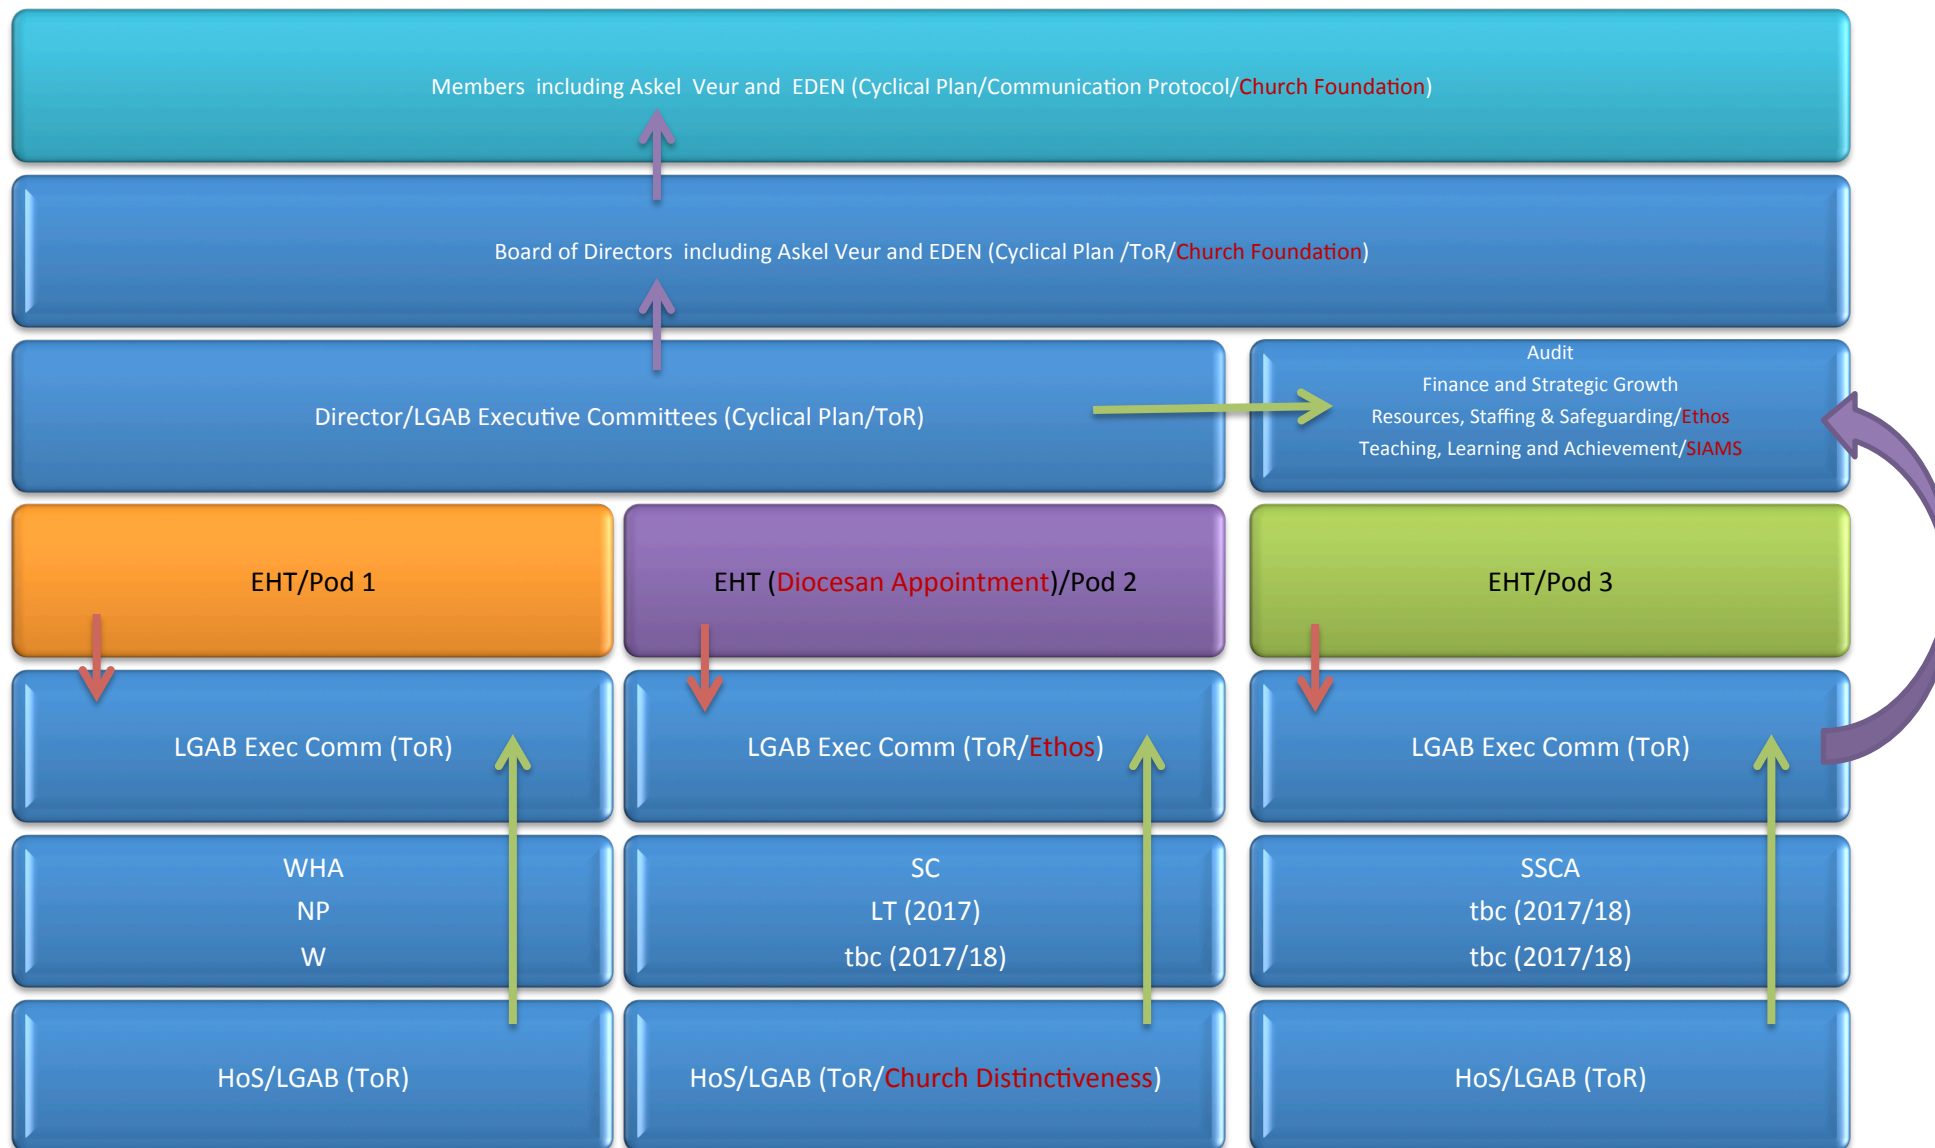 Members including Askel Veur and EDEN (Cyclical Plan/Communication Protocol/Church Foundation)
Board of Directors including Askel Veur and EDEN (Cyclical Plan /ToR/Church Foundation)
Director/LGAB Executive Committees (Cyclical Plan/ToR)
Audit
Finance and Strategic Growth
Resources, Staffing & Safeguarding/Ethos
Teaching, Learning and Achievement/SIAMS
EHT/Pod 1
EHT (Diocesan Appointment)/Pod 2
EHT/Pod 3
LGAB Exec Comm (ToR)
LGAB Exec Comm (ToR/Ethos)
LGAB Exec Comm (ToR)
WHA
NP
W
SC
LT (2017)
tbc (2017/18)
SSCA
tbc (2017/18)
tbc (2017/18)
HoS/LGAB (ToR)
HoS/LGAB (ToR/Church Distinctiveness)
HoS/LGAB (ToR)